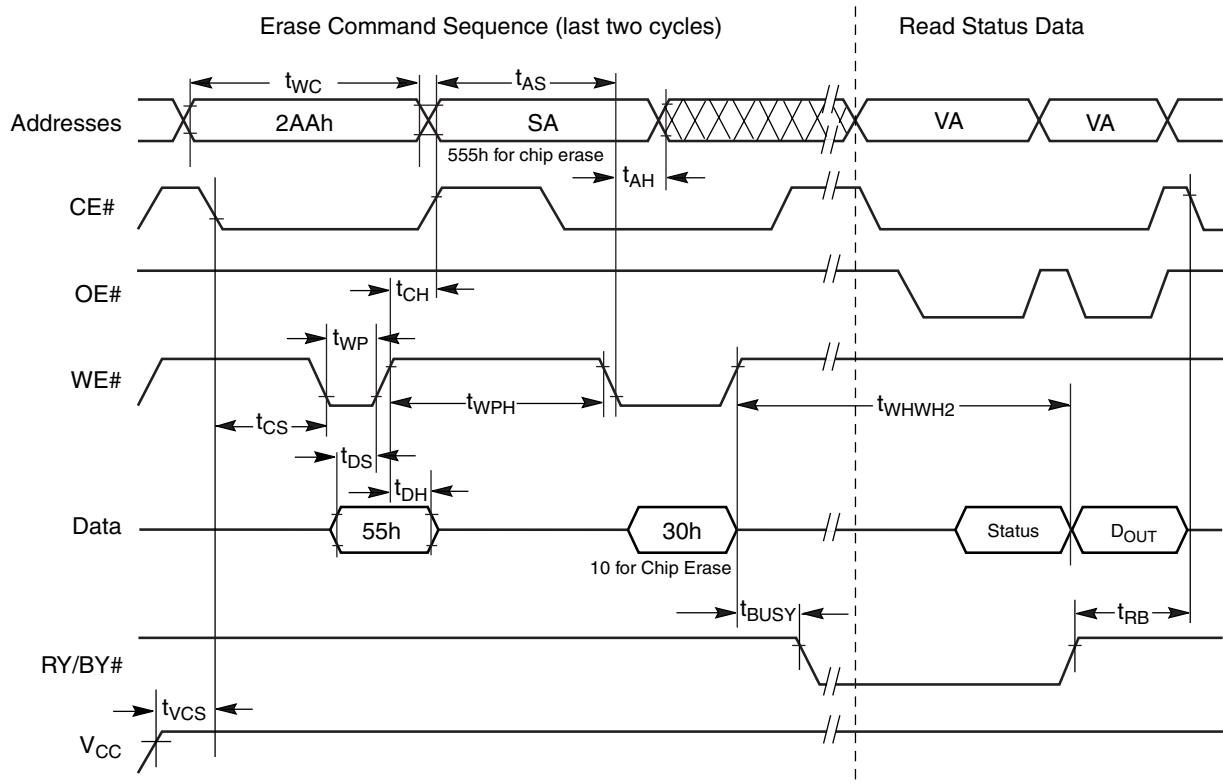 Erase Command Sequence (last two cycles)
Read Status Data
tWC
tAS
Addresses
2AAh
SA
VA
VA
555h for chip erase
tAH
CE#
OE#
tCH
tWP
WE#
tWPH
tWHWH2
tCS
tDS
tDH
Data
55h
30h
Status
DOUT
10 for Chip Erase
tBUSY
tRB
RY/BY#
tVCS
VCC